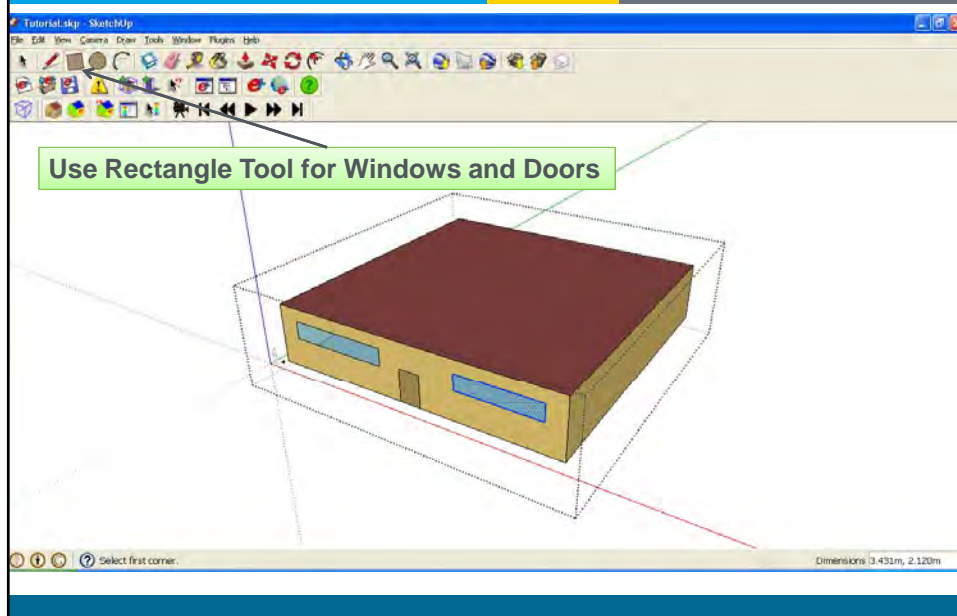 Tutorial.skp - SketchUp
File Edit View Camera Draw Tools Window Plugins Help
Use Rectangle Tool for Windows and Doors
Select first corner.
Dimensions 3.431m, 2.120m